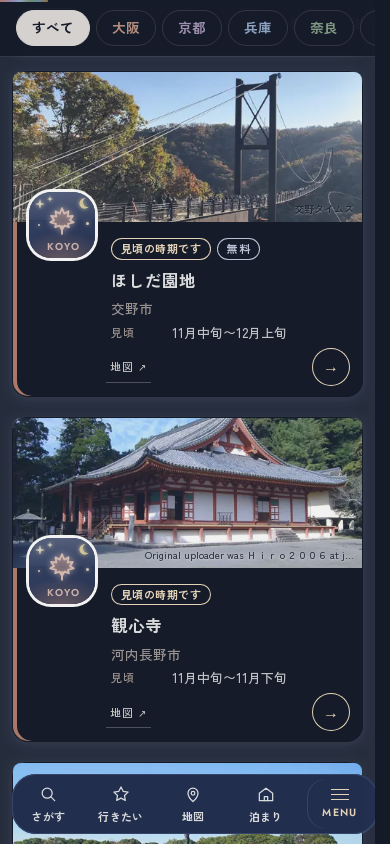 すべて
大阪
京都
兵庫
奈良
交野タイムズ
KOYO
見頃の時期です
無料
ほしだ園地
交野市
見頃 11月中旬〜12月上旬
地図 ↗
→
Original uploader was Ｈｉｒｏ２００６ at j...
KOYO
見頃の時期です
観心寺
河内長野市
見頃 11月中旬〜11月下旬
地図 ↗
→
さがす
行きたい
地図
泊まり
MENU